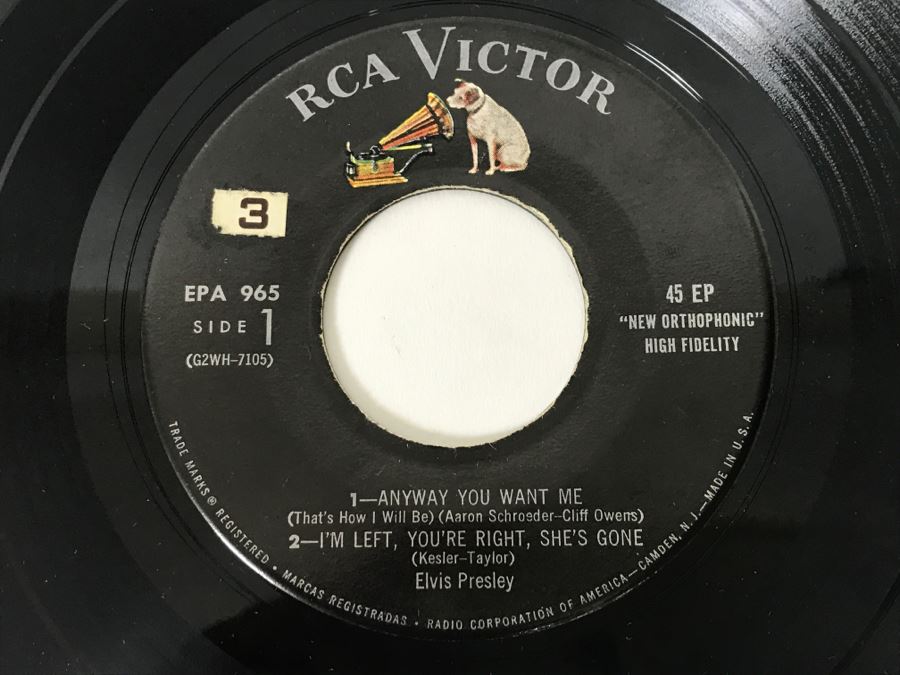 RCA VICTOR
3
EPA 965
SIDE 1
(G2WH-7105)
45 EP
"NEW ORTHOPHONIC"
HIGH FIDELITY
1—ANYWAY YOU WANT ME
(That's How I Will Be) (Aaron Schroeder-Cliff Owens)
2—I'M LEFT, YOU'RE RIGHT, SHE'S GONE
(Kesler-Taylor)
Elvis Presley
TRADE MARKS ® REGISTERED • MARCAS REGISTRADAS • RADIO CORPORATION OF AMERICA—CAMDEN, N. J.—MADE IN U. S. A.